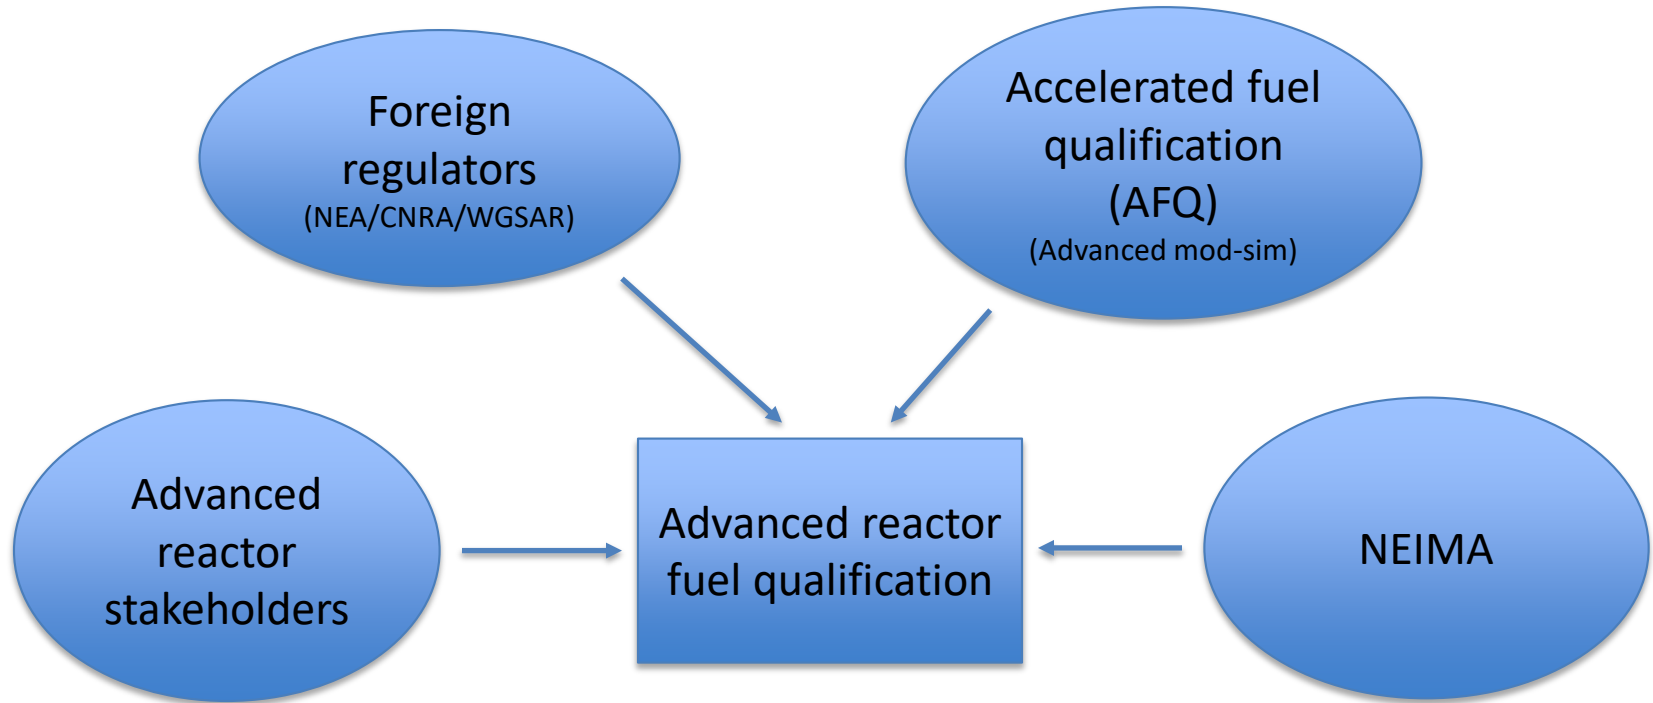 Foreign
regulators
(NEA/CNRA/WGSAR)
Accelerated fuel
qualification
(AFQ)
(Advanced mod-sim)
Advanced
reactor
stakeholders
Advanced reactor
fuel qualification
NEIMA